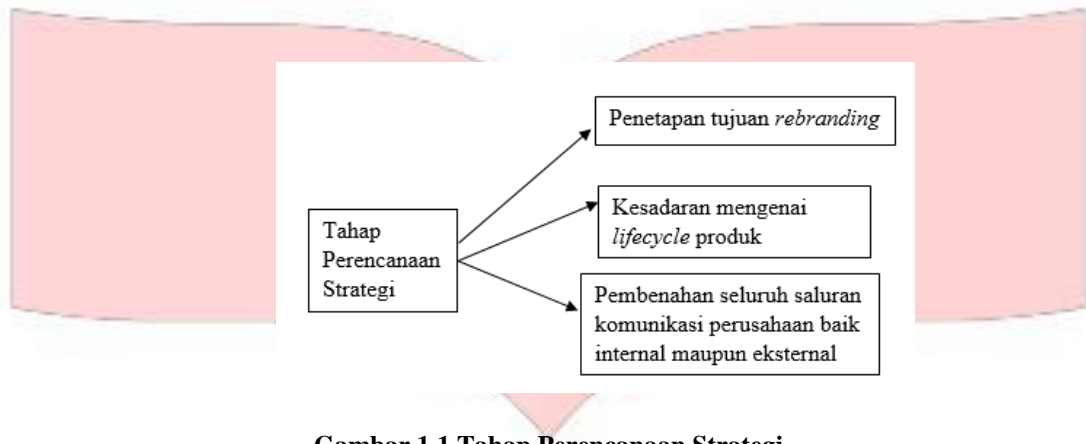 Penetapan tujuan rebranding
Kesadaran mengenai
lifecycle produk
Tahap
Perencanaan
Strategi
Pembenahan seluruh saluran
komunikasi perusahaan baik
internal maupun eksternal
Gambar 1.1 Tahap Perencanaan Strategi